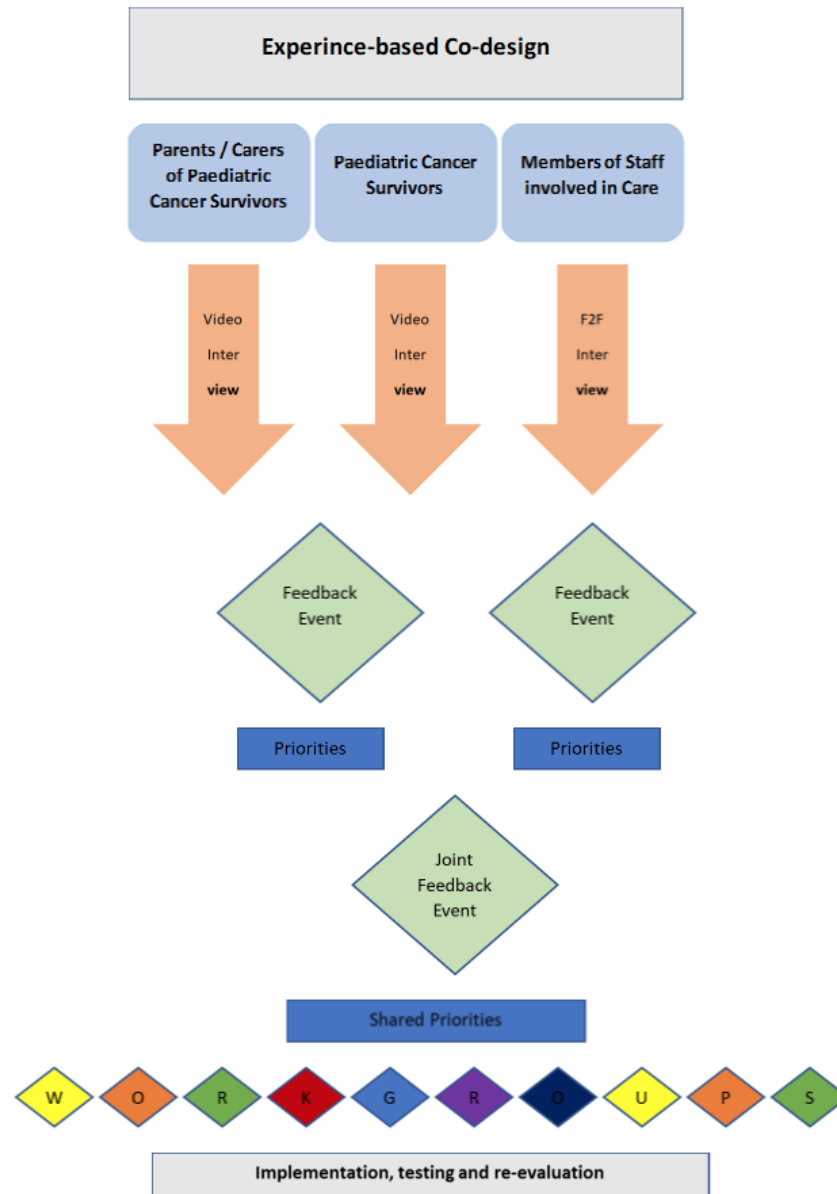 Experince-based Co-design
Parents / Carers
of Paediatric
Cancer Survivors
Paediatric Cancer
Survivors
Members of Staff
involved in Care
Video
Inter
view
Video
Inter
view
F2F
Inter
view
Feedback
Event
Feedback
Event
Priorities
Priorities
Joint
Feedback
Event
Shared Priorities
W O R K G R O U P S
Implementation, testing and re-evaluation